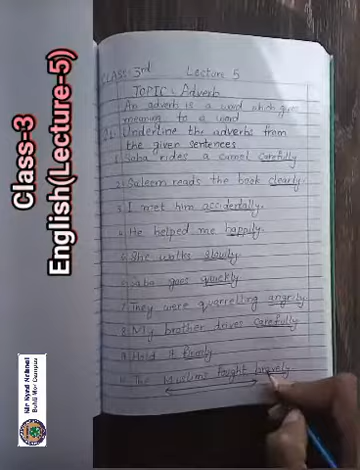 Class-3
English(Lecture-5)
CLASS: 3rd Lecture 5
TOPIC: Adverb
An adverb is a word which gives
meaning to a word
Underline the adverbs from
the given sentences
Saba rides a camel carefully
2. Saleem reads the book clearly.
3. I met him accidentally.
4. He helped me happily.
5. She walks slowly
Saba goes quickly
7. They were quarrelling angrily
8. My brother drives carefully
9. Hold it firmly
10. The Muslims fought bravely.